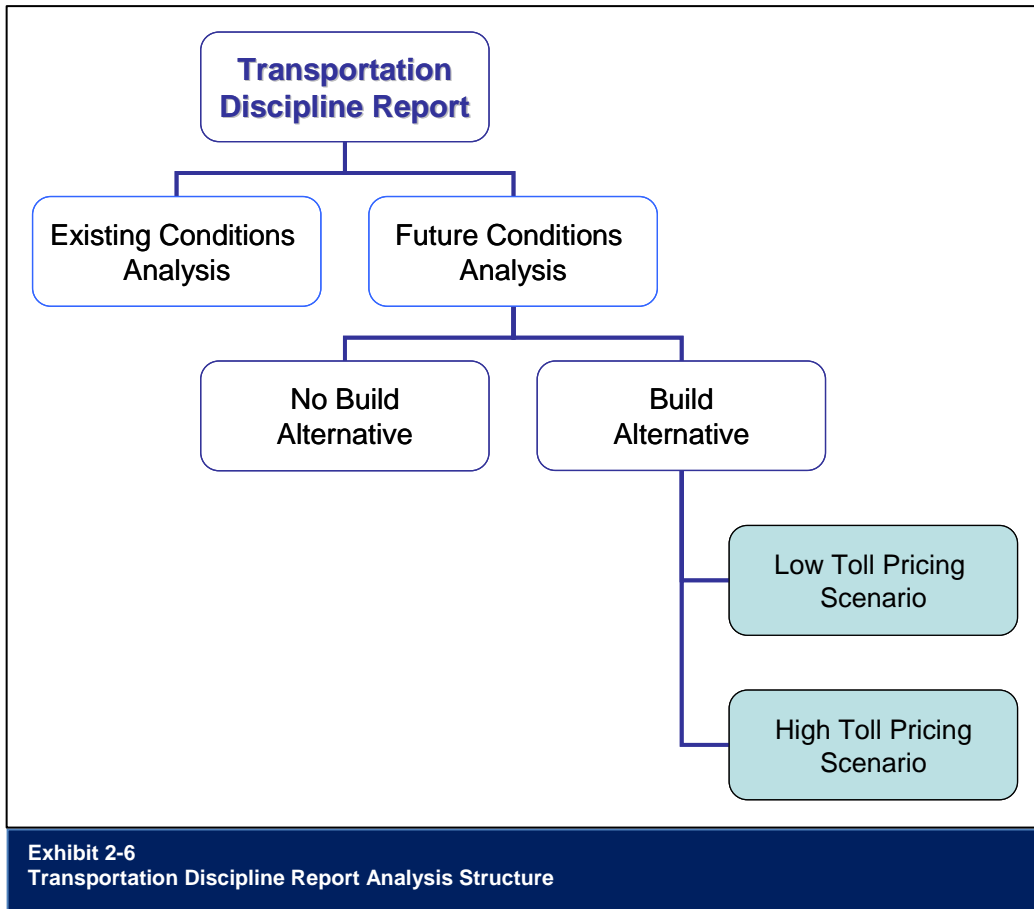 Transportation
Discipline Report
Existing Conditions
Analysis
Future Conditions
Analysis
No Build
Alternative
Build
Alternative
Low Toll Pricing
Scenario
High Toll Pricing
Scenario
Exhibit 2-6
Transportation Discipline Report Analysis Structure